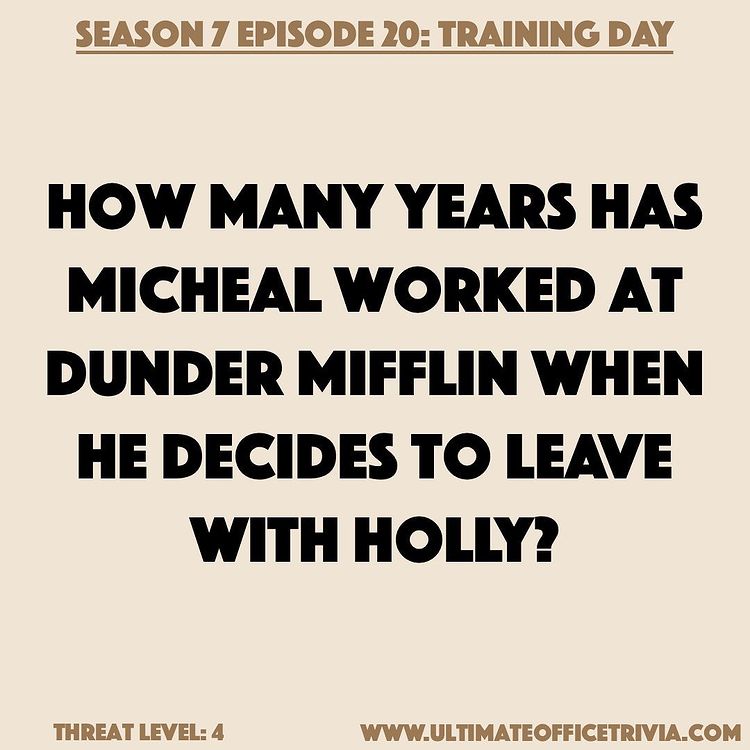 SEASON 7 EPISODE 20: TRAINING DAY
HOW MANY YEARS HAS
MICHEAL WORKED AT
DUNDER MIFFLIN WHEN
HE DECIDES TO LEAVE
WITH HOLLY?
THREAT LEVEL: 4
WWW.ULTIMATEOFFICETRIVIA.COM